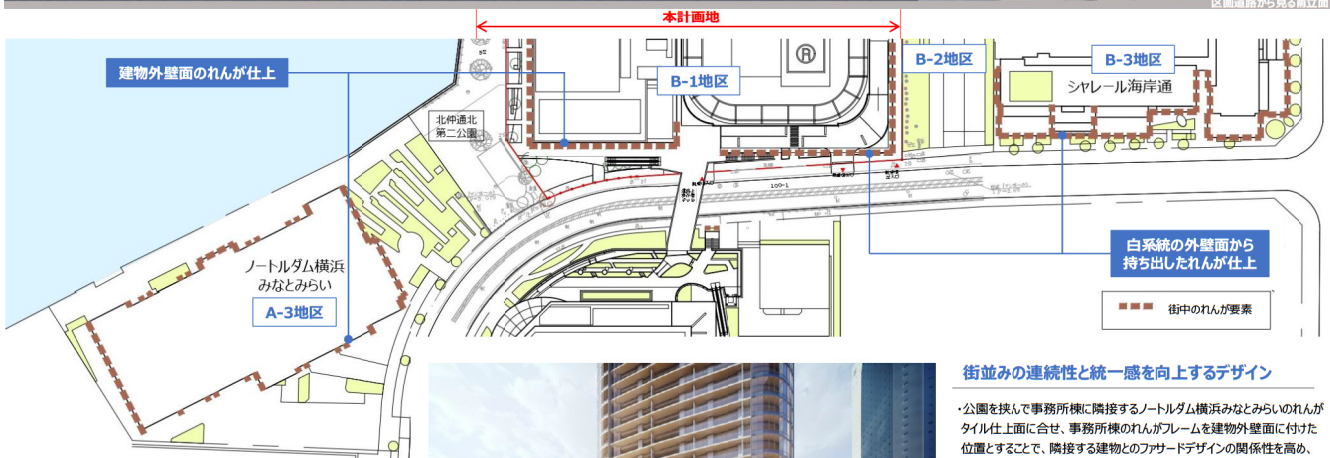 区画道路から見る南立面
本計画地
建物外壁面のれんが仕上
B-1地区
B-2地区
B-3地区
シャレール海岸通
北仲通北
第二公園
R
100-1
ノートルダム横浜
みなとみらい
A-3地区
白系統の外壁面から
持ち出したれんが仕上
街中のれんが要素
街並みの連続性と統一感を向上するデザイン
・公園を挟んで事務所棟に隣接するノートルダム横浜みなとみらいのれんが
タイル仕上面に合せ、事務所棟のれんがフレームを建物外壁面に付けた
位置とすることで、隣接する建物とのファサードデザインの関係性を高め、